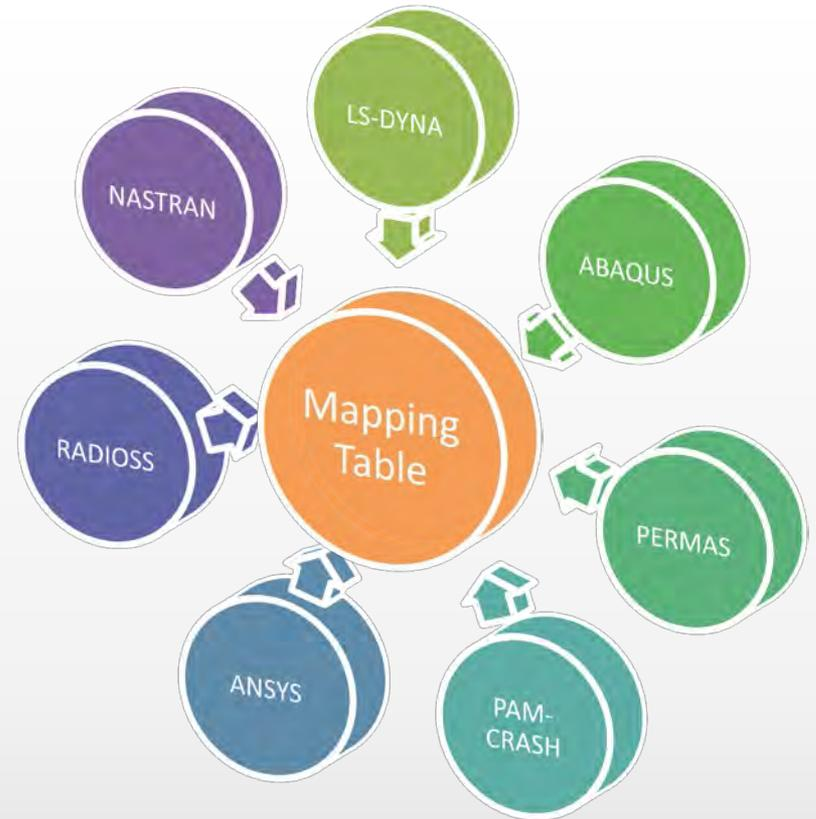 LS-DYNA
NASTRAN
ABAQUS
Mapping
Table
RADIOSS
PERMAS
ANSYS
PAM-
CRASH